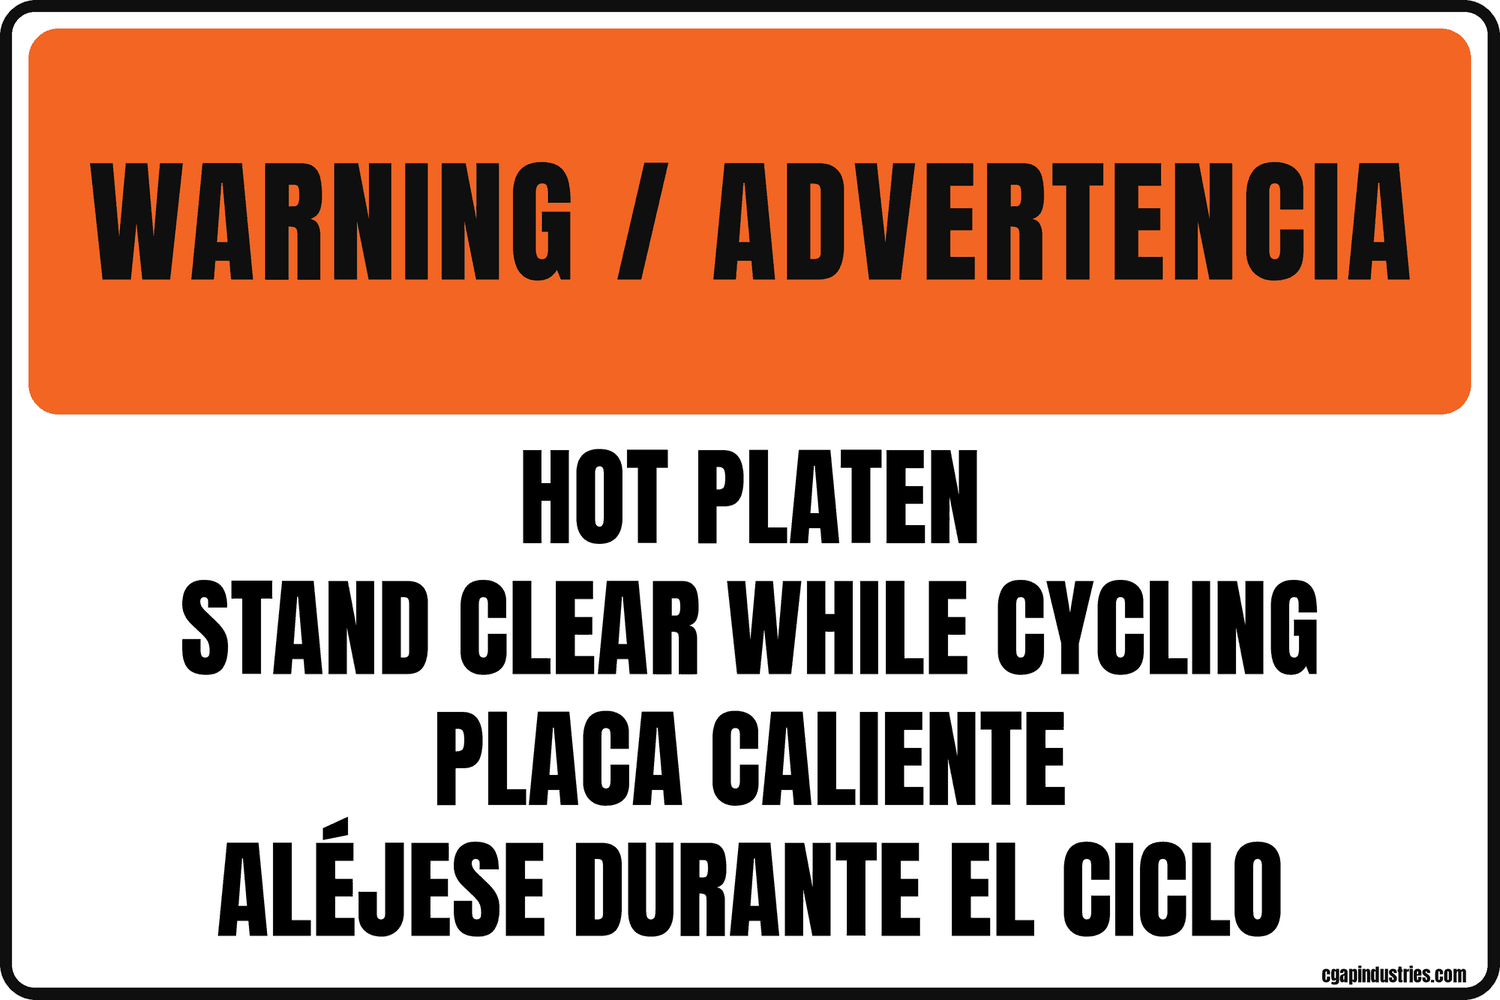 WARNING / ADVERTENCIA
HOT PLATEN
STAND CLEAR WHILE CYCLING
PLACA CALIENTE
ALÉJESE DURANTE EL CICLO
cgapindustries.com